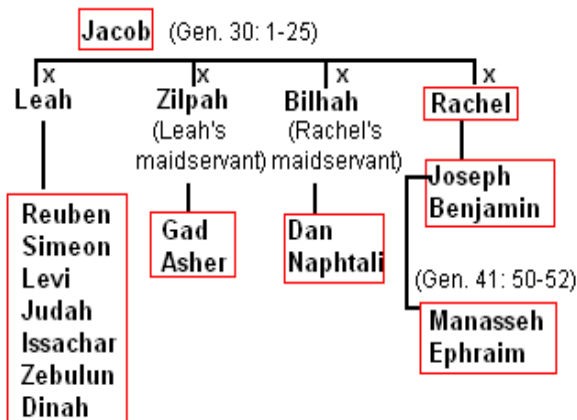 Jacob (Gen. 30: 1-25)
x x x x
Leah Zilpah Bilhah Rachel
(Leah's (Rachel's
maidservant) maidservant)
Reuben
Simeon
Levi
Judah
Issachar
Zebulun
Dinah
Gad
Asher
Dan
Naphtali
Joseph
Benjamin
(Gen. 41: 50-52)
Manasseh
Ephraim